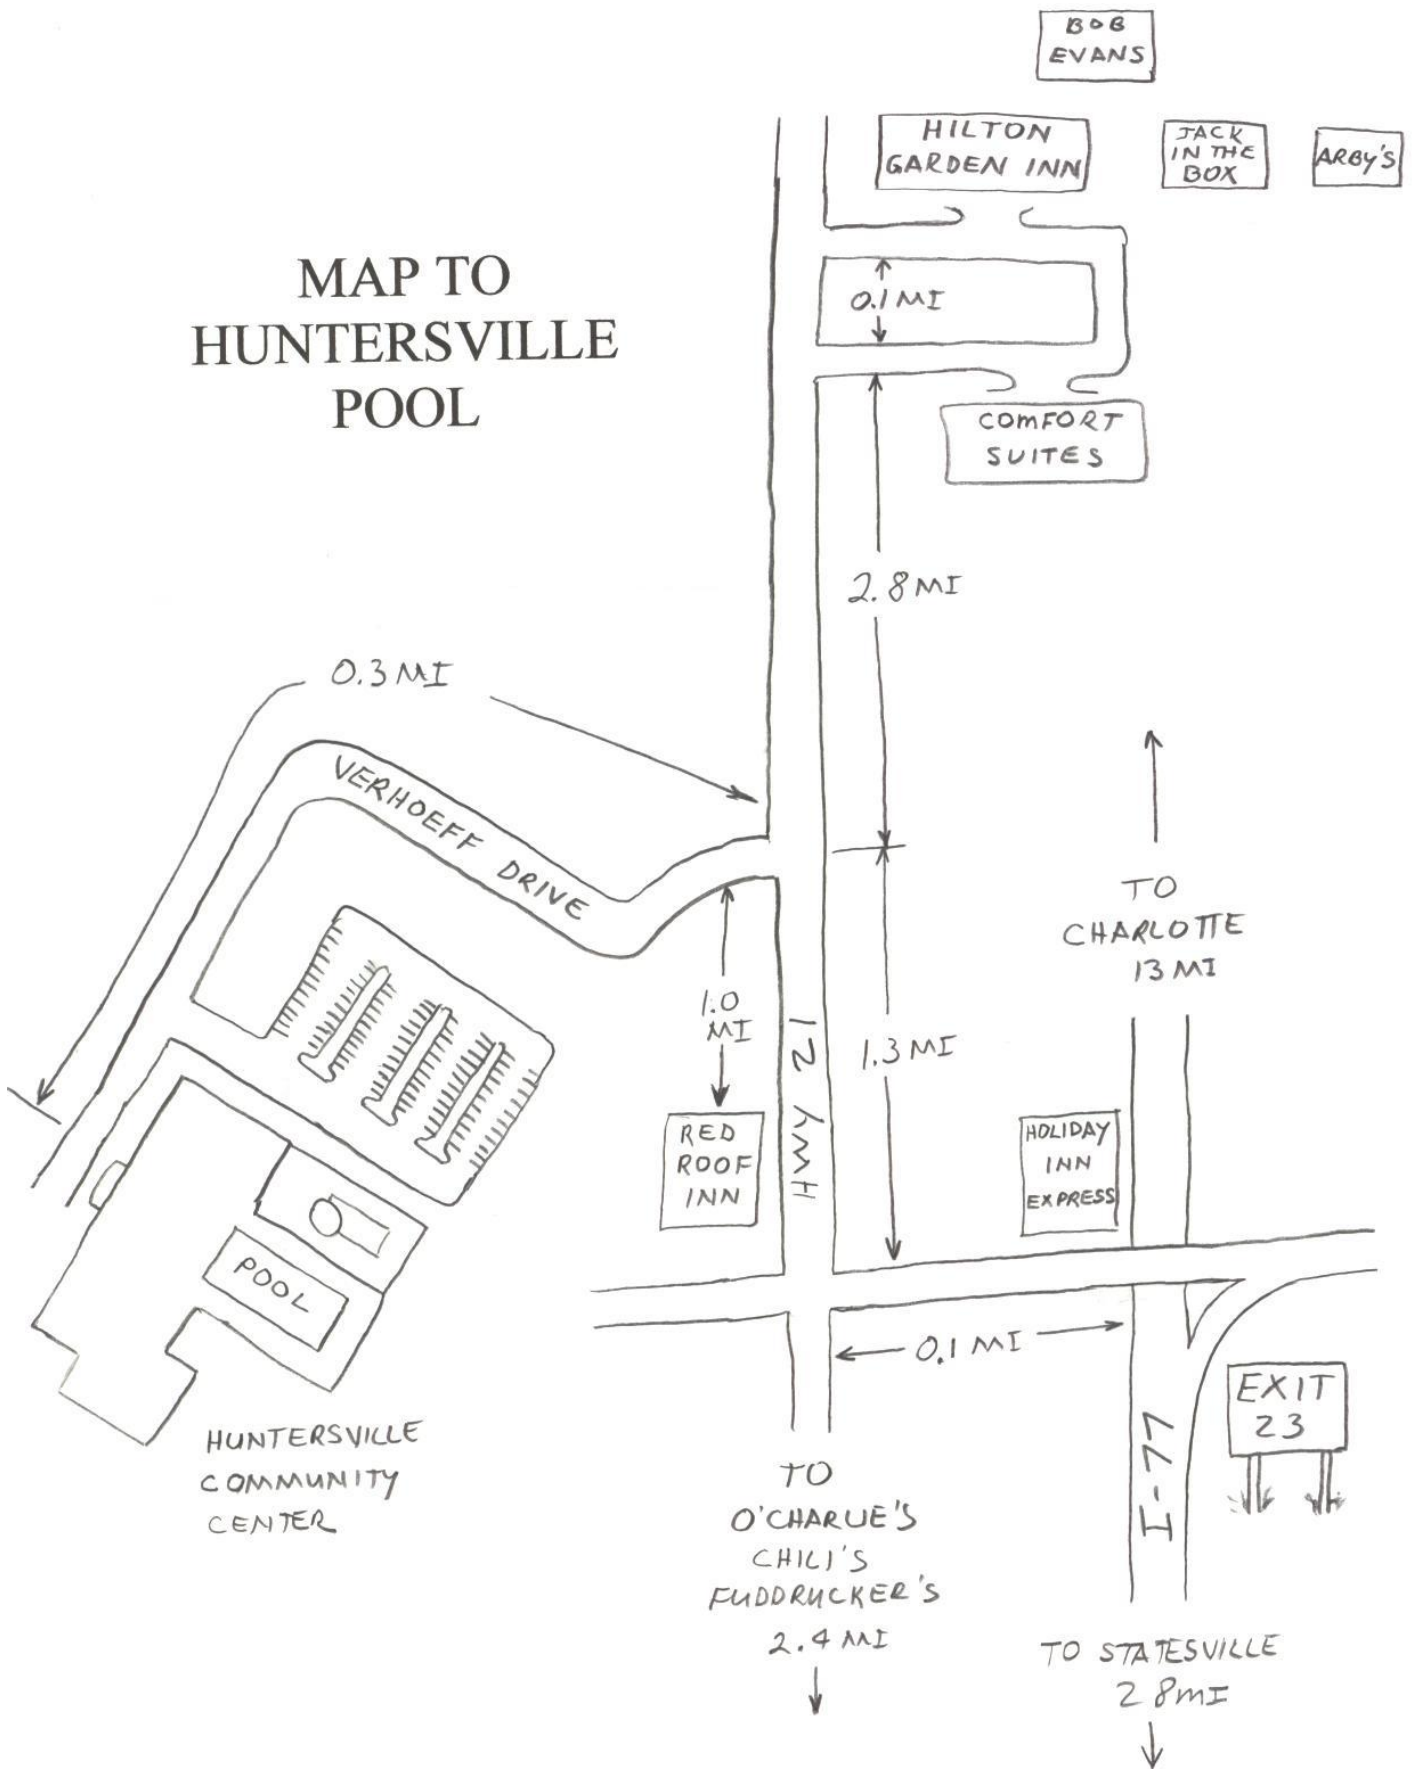 BOB
EVANS
HILTON
GARDEN INN
JACK
IN THE
BOX
ARBY'S
MAP TO
HUNTERSVILLE
POOL
0.1 MI
COMFORT
SUITES
2.8 MI
0.3 MI
VERHOEFF DRIVE
TO
CHARLOTTE
13 MI
1.0
MI
HWY 21
1.3 MI
RED
ROOF
INN
HOLIDAY
INN
EXPRESS
POOL
0.1 MI
EXIT
23
I-77
HUNTERSVILLE
COMMUNITY
CENTER
TO
O'CHARLIE'S
CHILI'S
FUDDRUCKER'S
2.4 MI
TO STATESVILLE
28 MI